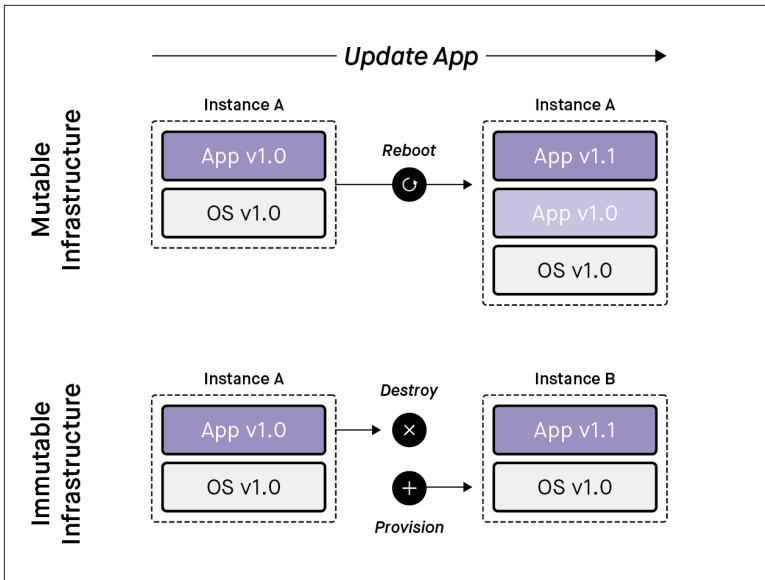 Update App
Mutable
Infrastructure
Instance A
App v1.0
OS v1.0
Reboot
Instance A
App v1.1
App v1.0
OS v1.0
Immutable
Infrastructure
Instance A
App v1.0
OS v1.0
Destroy
Provision
Instance B
App v1.1
OS v1.0